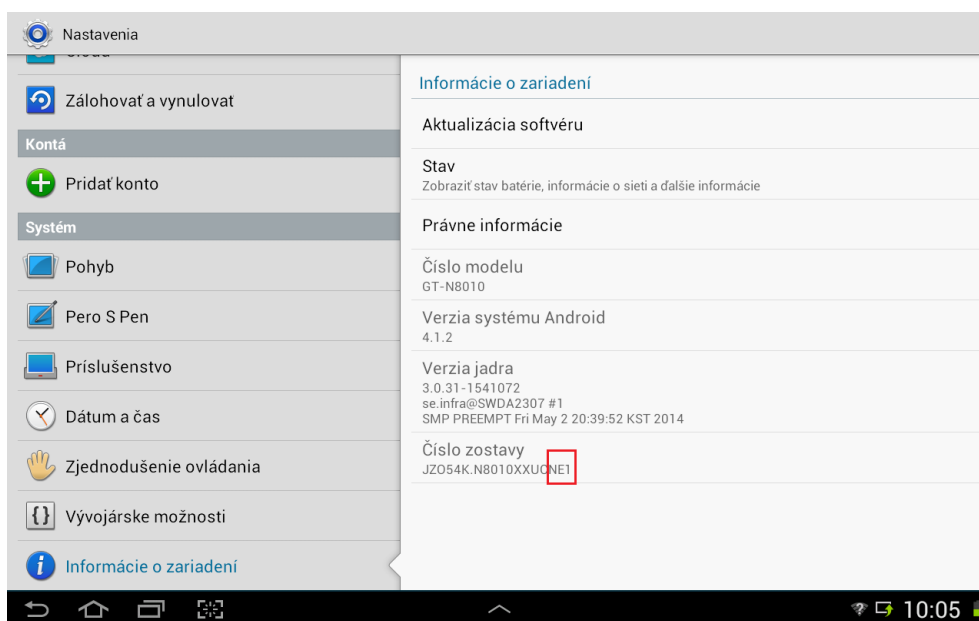 Nastavenia
Zálohovať a vynulovať
Kontá
Pridať konto
Systém
Pohyb
Pero S Pen
Príslušenstvo
Dátum a čas
Zjednodušenie ovládania
Vývojárske možnosti
Informácie o zariadení
Informácie o zariadení
Aktualizácia softvéru
Stav
Zobraziť stav batérie, informácie o sieti a ďalšie informácie
Právne informácie
Číslo modelu
GT-N8010
Verzia systému Android
4.1.2
Verzia jadra
3.0.31-1541072
se.infra@SWDA2307 #1
SMP PREEMPT Fri May 2 20:39:52 KST 2014
Číslo zostavy
JZO54K.N8010XXUCNE1
10:05